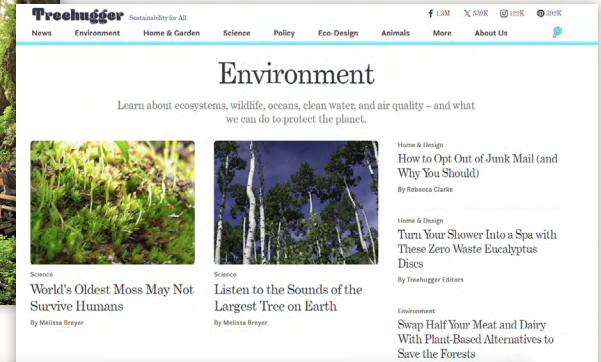 Treehugger Sustainability for All.
1.3M 539K 122K 392K
News Environment Home & Garden Science Policy Eco-Design Animals More About Us
Environment
Learn about ecosystems, wildlife, oceans, clean water, and air quality – and what
we can do to protect the planet.
Science
World's Oldest Moss May Not
Survive Humans
By Melissa Breyer
Science
Listen to the Sounds of the
Largest Tree on Earth
By Melissa Breyer
Home & Design
How to Opt Out of Junk Mail (and
Why You Should)
By Rebecca Clarke
Home & Design
Turn Your Shower Into a Spa with
These Zero Waste Eucalyptus
Discs
By Treehugger Editors
Environment
Swap Half Your Meat and Dairy
With Plant-Based Alternatives to
Save the Forests